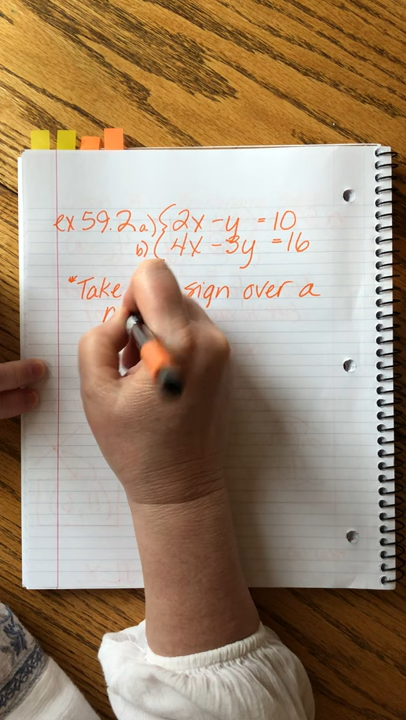 ex 59.2 a) { 2x - y = 10
b) 4x - 3y = 16
*Take sign over a